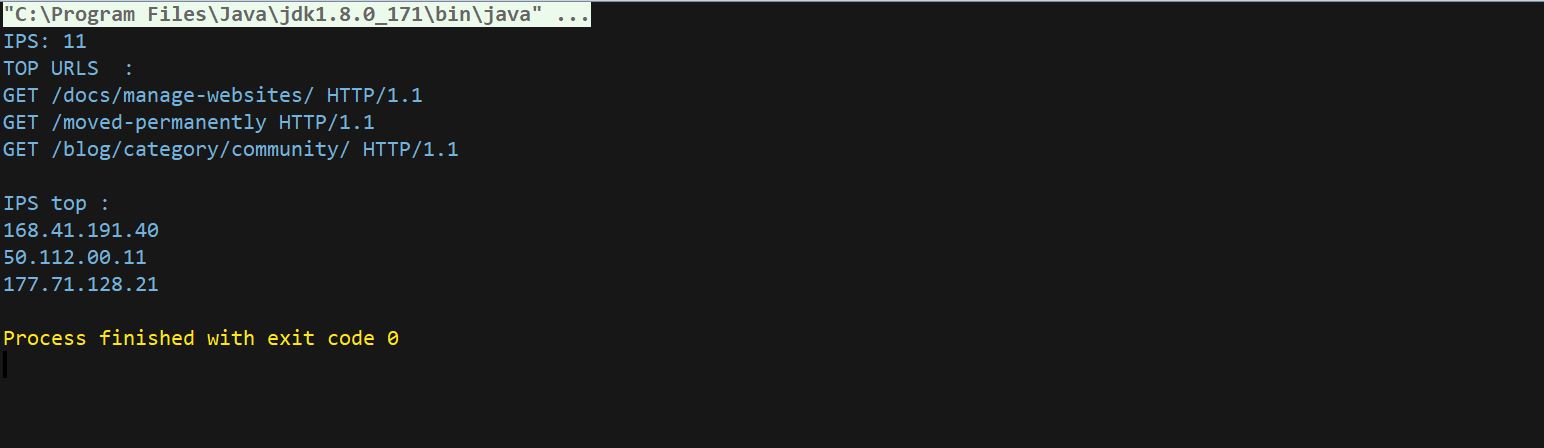 "C:\Program Files\Java\jdk1.8.0_171\bin\java" ...
IPS: 11
TOP URLS  :
GET /docs/manage-websites/ HTTP/1.1
GET /moved-permanently HTTP/1.1
GET /blog/category/community/ HTTP/1.1
IPS top :
168.41.191.40
50.112.00.11
177.71.128.21
Process finished with exit code 0